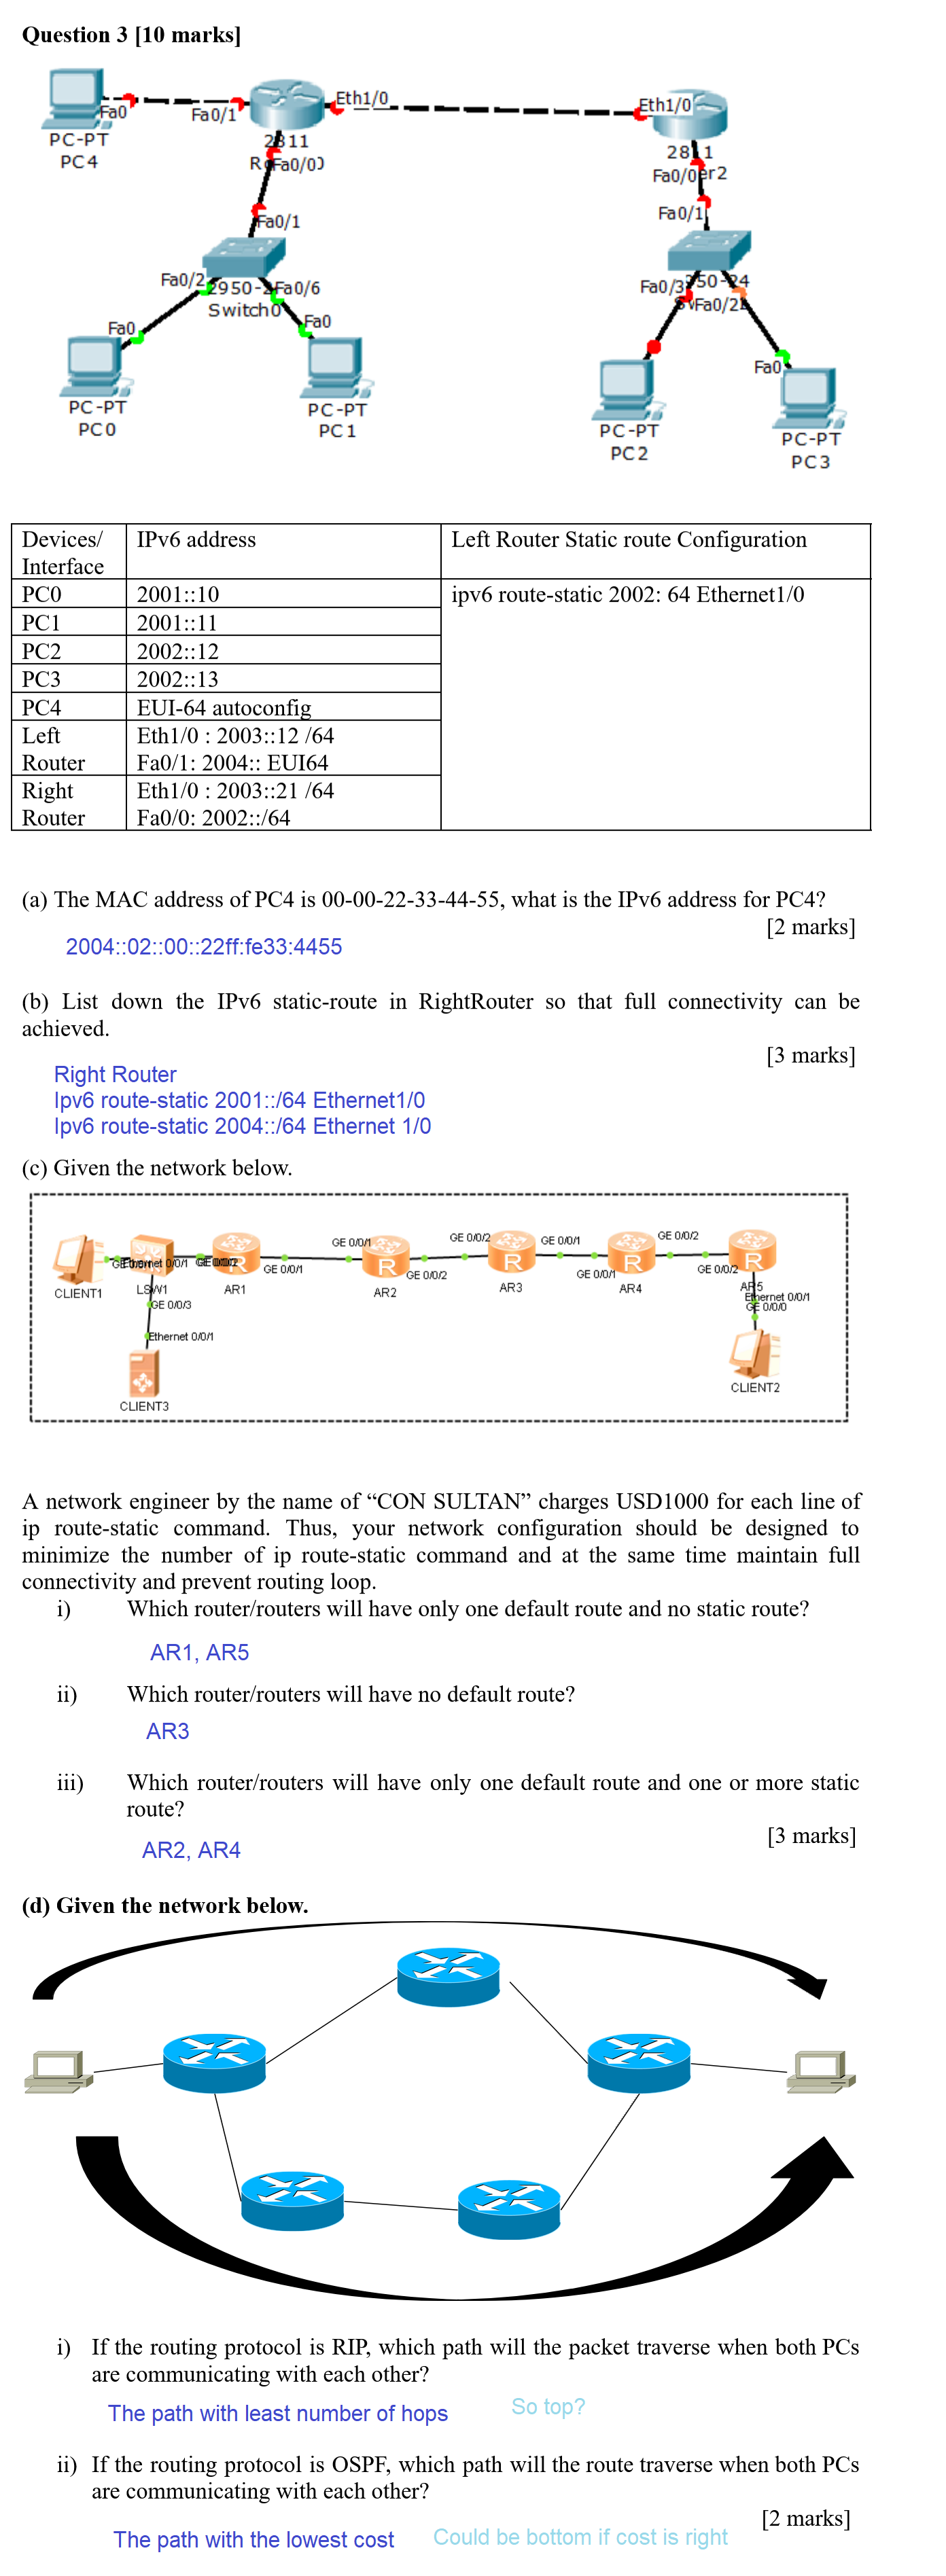 Question 3 [10 marks]
Fa0
Fa0/1
Eth1/0
Eth1/0
PC-PT
PC4
2811
Fa0/0
2811
Fa0/0
er2
Fa0/1
Fa0/1
Fa0/2
2950-2
Fa0/6
Switch0
Fa0/3
50-24
Fa0/2
Fa0
Fa0
Fa0
PC-PT
PC0
PC-PT
PC1
PC-PT
PC2
PC-PT
PC3
Devices/ Interface
IPv6 address
Left Router Static route Configuration
PC0
2001::10
ipv6 route-static 2002: 64 Ethernet1/0
PC1
2001::11
PC2
2002::12
PC3
2002::13
PC4
EUI-64 autoconfig
Left Router
Eth1/0 : 2003::12 /64
Fa0/1: 2004:: EUI64
Right Router
Eth1/0 : 2003::21 /64
Fa0/0: 2002::/64
(a) The MAC address of PC4 is 00-00-22-33-44-55, what is the IPv6 address for PC4?
[2 marks]
2004::02::00::22ff:fe33:4455
(b) List down the IPv6 static-route in RightRouter so that full connectivity can be
achieved.
[3 marks]
Right Router
Ipv6 route-static 2001::/64 Ethernet1/0
Ipv6 route-static 2004::/64 Ethernet 1/0
(c) Given the network below.
GE 0/0/1
GE 0/0/2
GE 0/0/1
GE 0/0/2
Ethernet 0/0/1
GE 0/0/1
GE 0/0/2
GE 0/0/1
GE 0/0/2
CLIENT1
LSW1
AR1
AR2
AR3
AR4
AR5
GE 0/0/3
Ethernet 0/0/1
GE 0/0/0
Ethernet 0/0/1
CLIENT3
CLIENT2
A network engineer by the name of “CON SULTAN” charges USD1000 for each line of
ip route-static command. Thus, your network configuration should be designed to
minimize the number of ip route-static command and at the same time maintain full
connectivity and prevent routing loop.
i) Which router/routers will have only one default route and no static route?
AR1, AR5
ii) Which router/routers will have no default route?
AR3
iii) Which router/routers will have only one default route and one or more static
route?
[3 marks]
AR2, AR4
(d) Given the network below.
i) If the routing protocol is RIP, which path will the packet traverse when both PCs
are communicating with each other?
The path with least number of hops
So top?
ii) If the routing protocol is OSPF, which path will the route traverse when both PCs
are communicating with each other?
[2 marks]
The path with the lowest cost
Could be bottom if cost is right